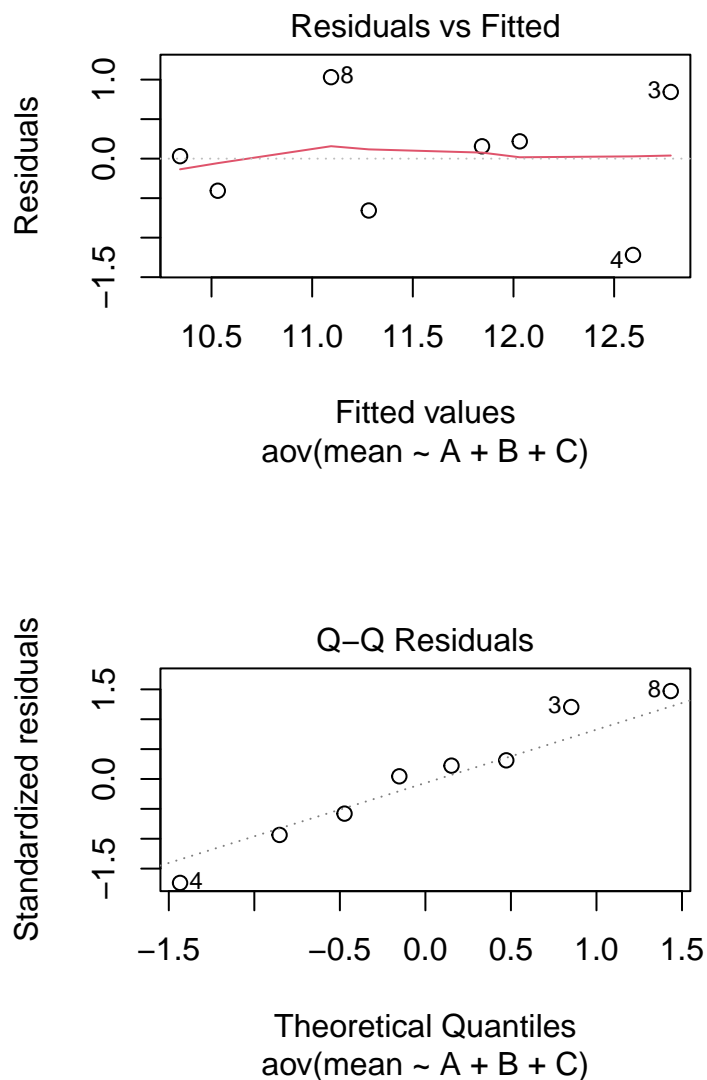 Residuals vs Fitted
Residuals
1.0
0.0
−1.5
8
3
4
10.5 11.0 11.5 12.0 12.5
Fitted values
aov(mean ~ A + B + C)
Q−Q Residuals
Standardized residuals
1.5
0.0
−1.5
3
8
4
−1.5 −0.5 0.0 0.5 1.0 1.5
Theoretical Quantiles
aov(mean ~ A + B + C)